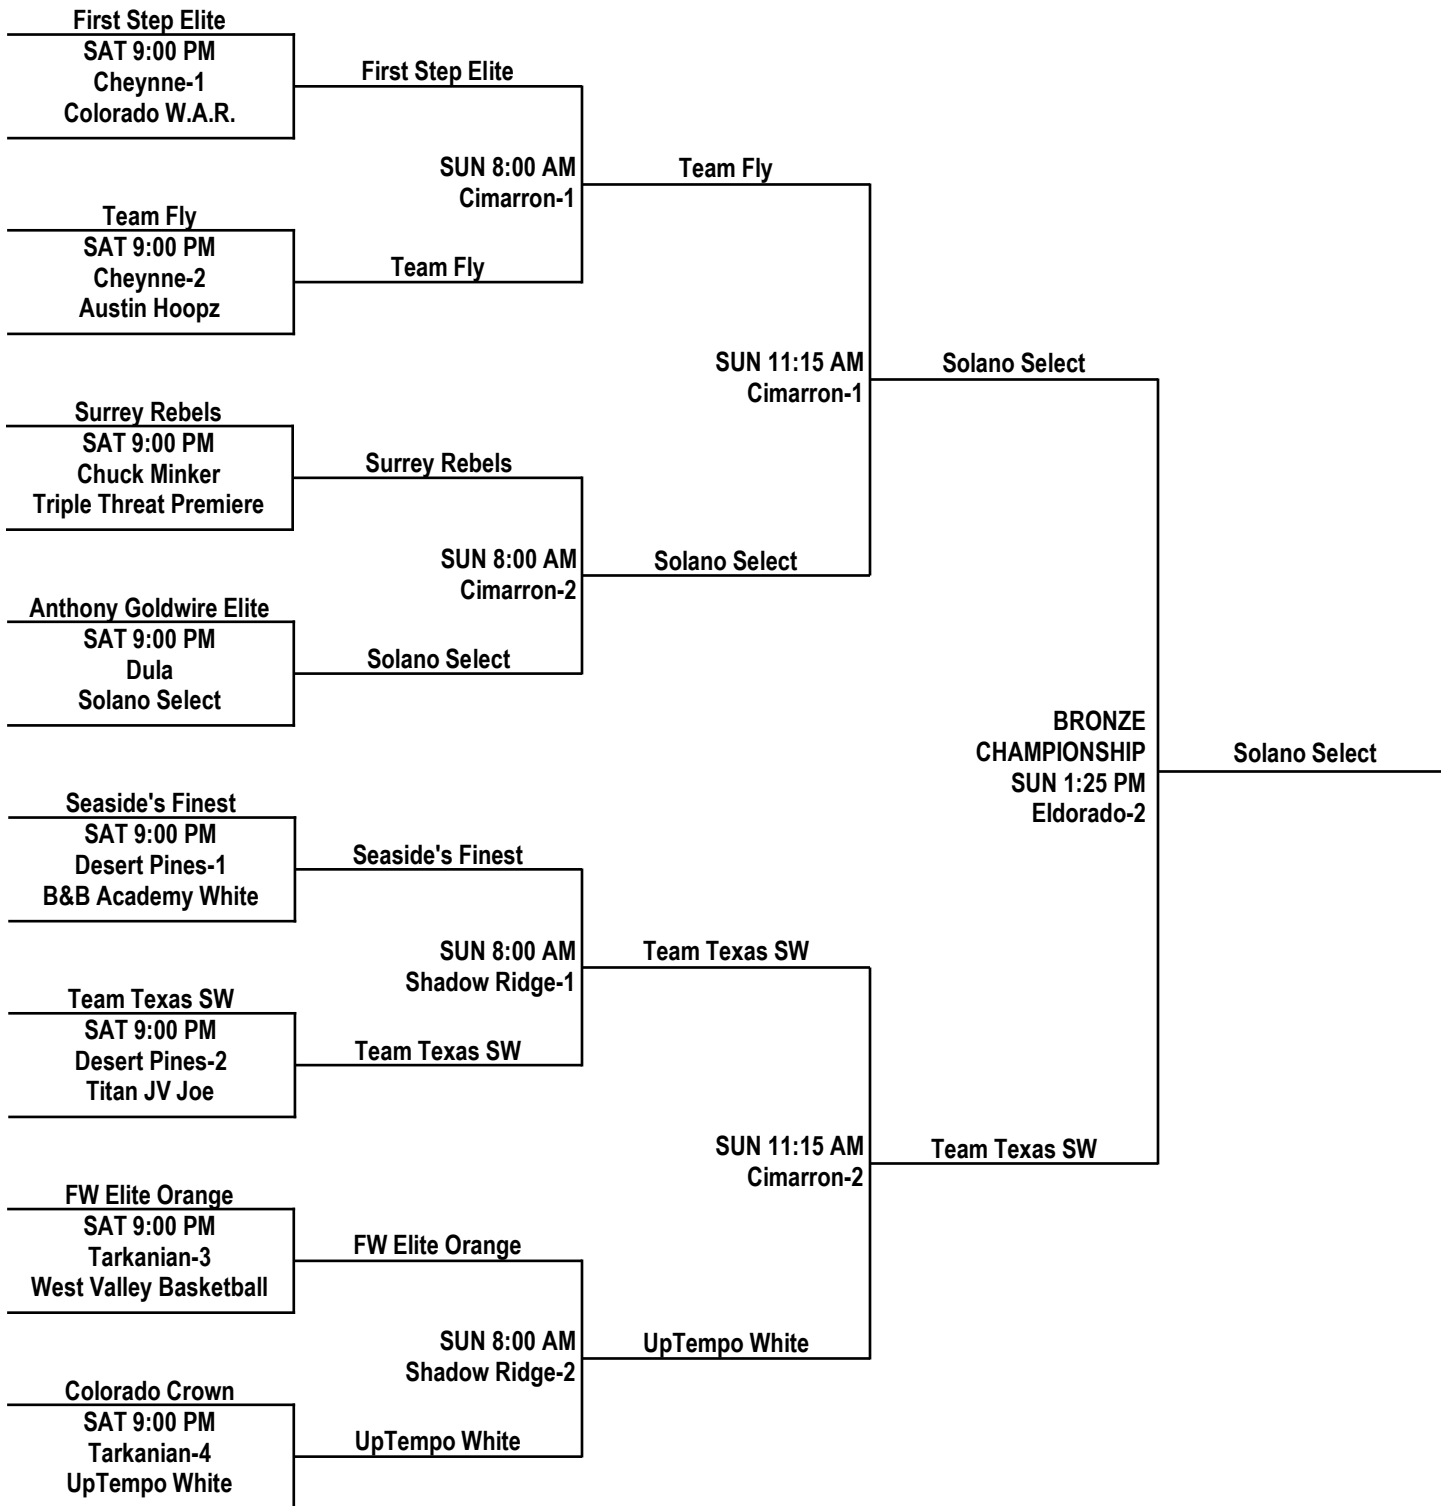 First Step Elite
SAT 9:00 PM
Cheynne-1
Colorado W.A.R.
First Step Elite
SUN 8:00 AM
Cimarron-1
Team Fly
Team Fly
SAT 9:00 PM
Cheynne-2
Austin Hoopz
Team Fly
SUN 11:15 AM
Cimarron-1
Solano Select
Surrey Rebels
SAT 9:00 PM
Chuck Minker
Triple Threat Premiere
Surrey Rebels
SUN 8:00 AM
Cimarron-2
Solano Select
Anthony Goldwire Elite
SAT 9:00 PM
Dula
Solano Select
Solano Select
BRONZE
CHAMPIONSHIP
SUN 1:25 PM
Eldorado-2
Solano Select
Seaside's Finest
SAT 9:00 PM
Desert Pines-1
B&B Academy White
Seaside's Finest
SUN 8:00 AM
Shadow Ridge-1
Team Texas SW
Team Texas SW
SAT 9:00 PM
Desert Pines-2
Titan JV Joe
Team Texas SW
SUN 11:15 AM
Cimarron-2
Team Texas SW
FW Elite Orange
SAT 9:00 PM
Tarkanian-3
West Valley Basketball
FW Elite Orange
SUN 8:00 AM
Shadow Ridge-2
UpTempo White
Colorado Crown
SAT 9:00 PM
Tarkanian-4
UpTempo White
UpTempo White